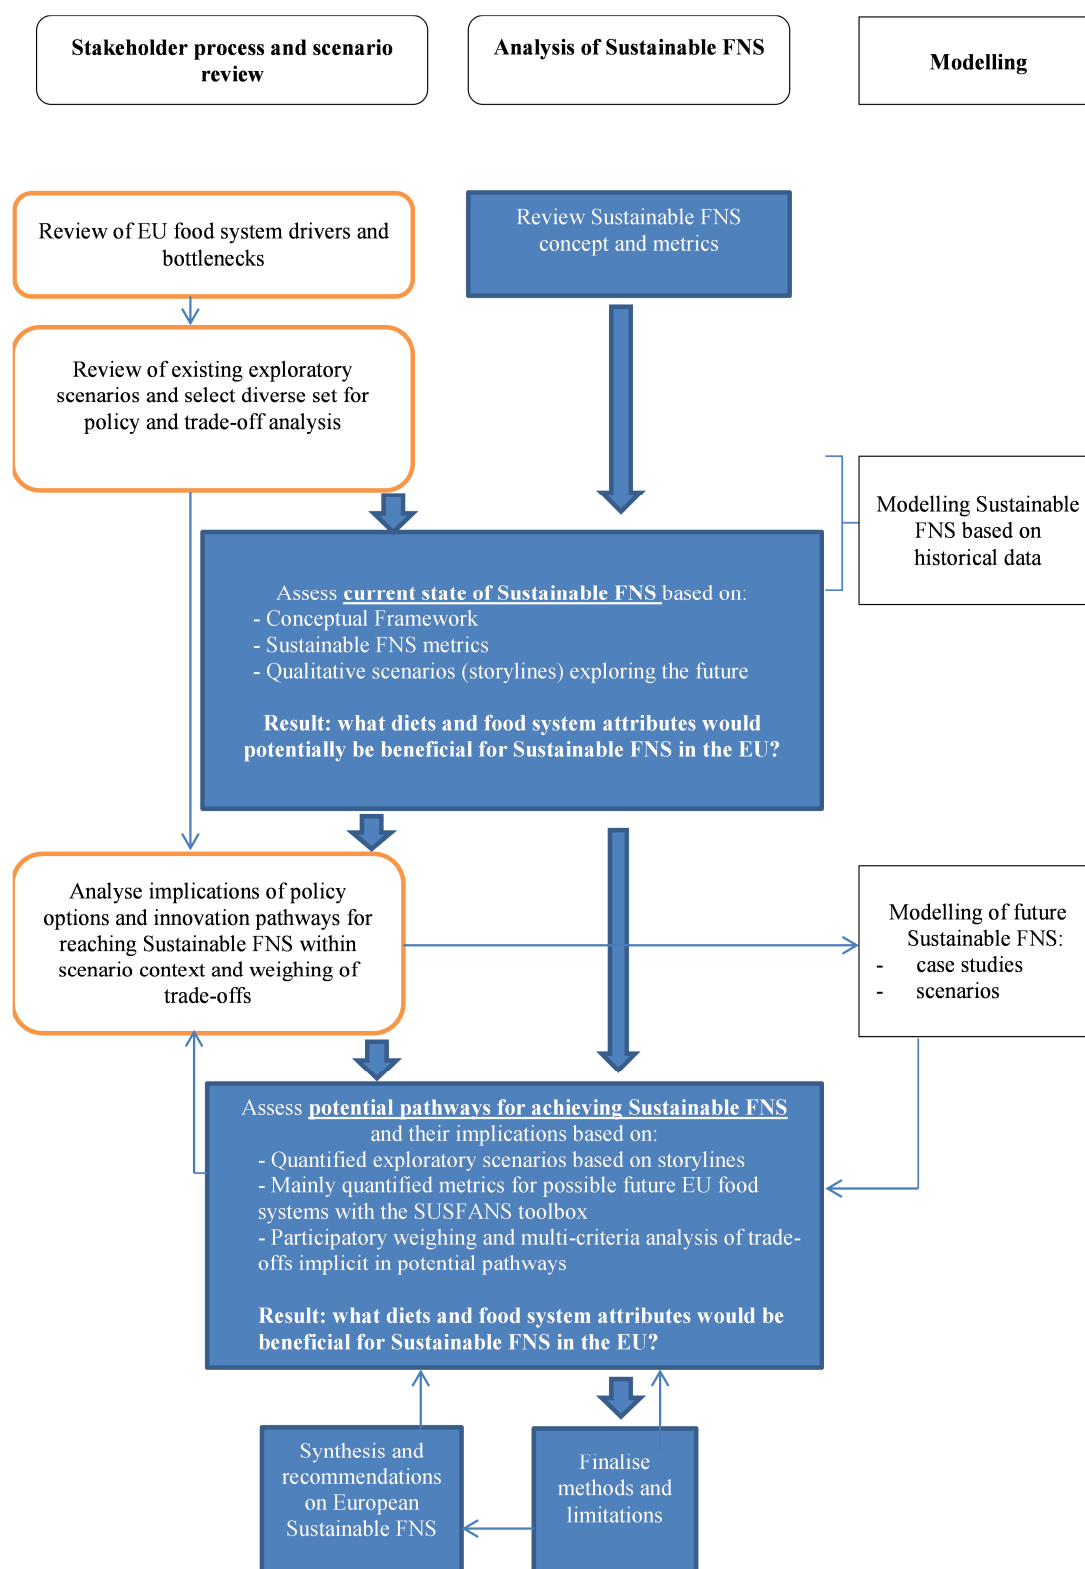 Stakeholder process and scenario
review
Analysis of Sustainable FNS
Modelling
Review of EU food system drivers and
bottlenecks
Review Sustainable FNS
concept and metrics
Review of existing exploratory
scenarios and select diverse set for
policy and trade-off analysis
Modelling Sustainable
FNS based on
historical data
Assess current state of Sustainable FNS based on:
- Conceptual Framework
- Sustainable FNS metrics
- Qualitative scenarios (storylines) exploring the future
Result: what diets and food system attributes would
potentially be beneficial for Sustainable FNS in the EU?
Analyse implications of policy
options and innovation pathways for
reaching Sustainable FNS within
scenario context and weighing of
trade-offs
Modelling of future
Sustainable FNS:
- case studies
- scenarios
Assess potential pathways for achieving Sustainable FNS
and their implications based on:
- Quantified exploratory scenarios based on storylines
- Mainly quantified metrics for possible future EU food
systems with the SUSFANS toolbox
- Participatory weighing and multi-criteria analysis of trade-
offs implicit in potential pathways
Result: what diets and food system attributes would be
beneficial for Sustainable FNS in the EU?
Synthesis and
recommendations
on European
Sustainable FNS
Finalise
methods and
limitations